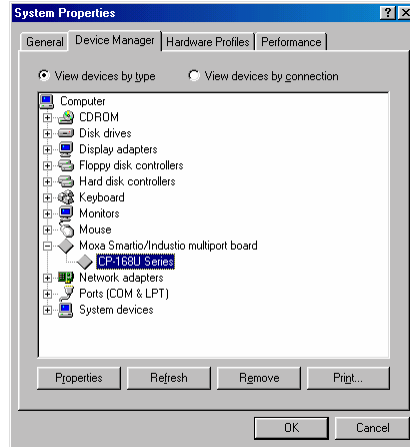 System Properties
General Device Manager Hardware Profiles Performance
View devices by type View devices by connection
Computer
CDROM
Disk drives
Display adapters
Floppy disk controllers
Hard disk controllers
Keyboard
Monitors
Mouse
Moxa Smartio/Industio multiport board
CP-168U Series
Network adapters
Ports (COM & LPT)
System devices
Properties Refresh Remove Print...
OK Cancel